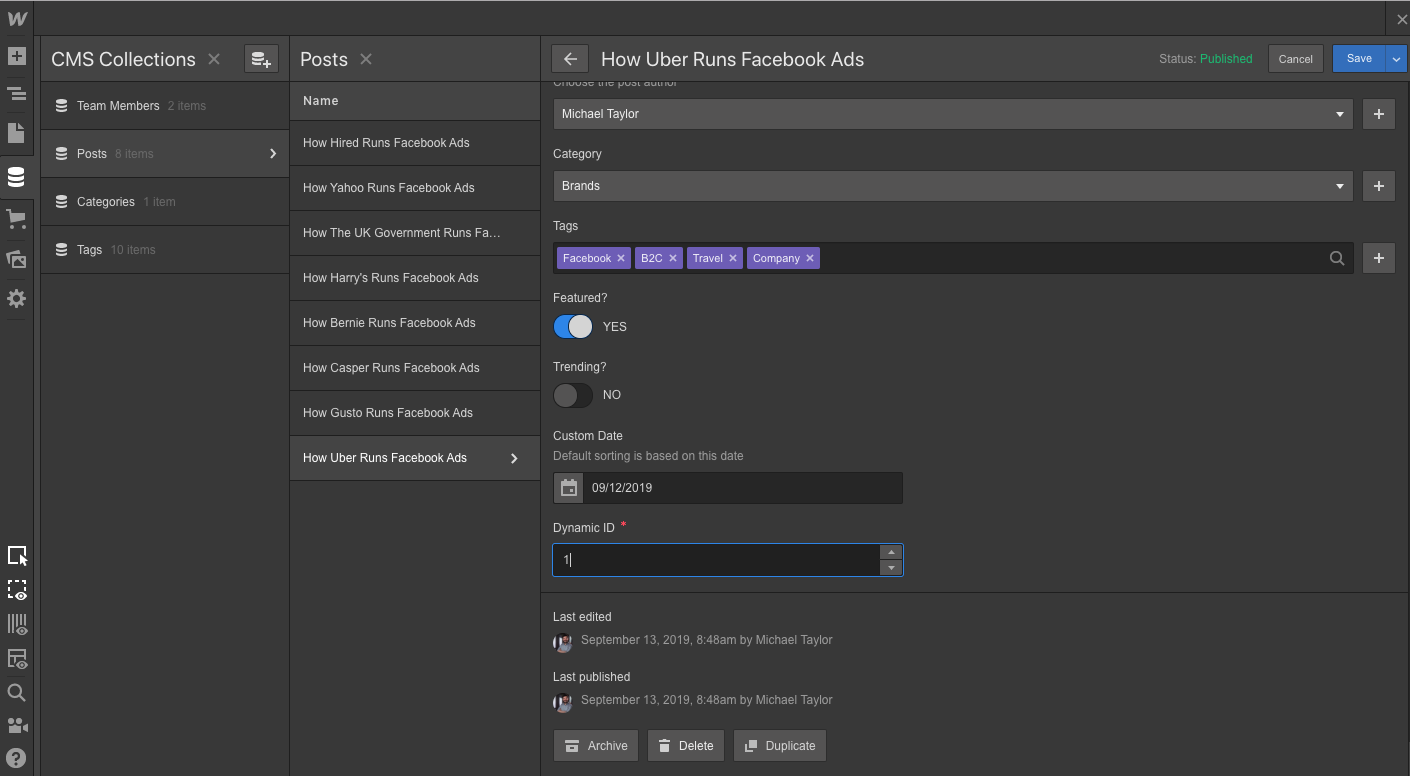 CMS Collections
Team Members 2 items
Posts 8 items
Categories 1 item
Tags 10 items
Posts
Name
How Hired Runs Facebook Ads
How Yahoo Runs Facebook Ads
How The UK Government Runs Fa…
How Harry's Runs Facebook Ads
How Bernie Runs Facebook Ads
How Casper Runs Facebook Ads
How Gusto Runs Facebook Ads
How Uber Runs Facebook Ads
How Uber Runs Facebook Ads
Status: Published
Cancel
Save
Choose the post author
Michael Taylor
Category
Brands
Tags
Facebook B2C Travel Company
Featured?
YES
Trending?
NO
Custom Date
Default sorting is based on this date
09/12/2019
Dynamic ID *
1
Last edited
September 13, 2019, 8:48am by Michael Taylor
Last published
September 13, 2019, 8:48am by Michael Taylor
Archive Delete Duplicate